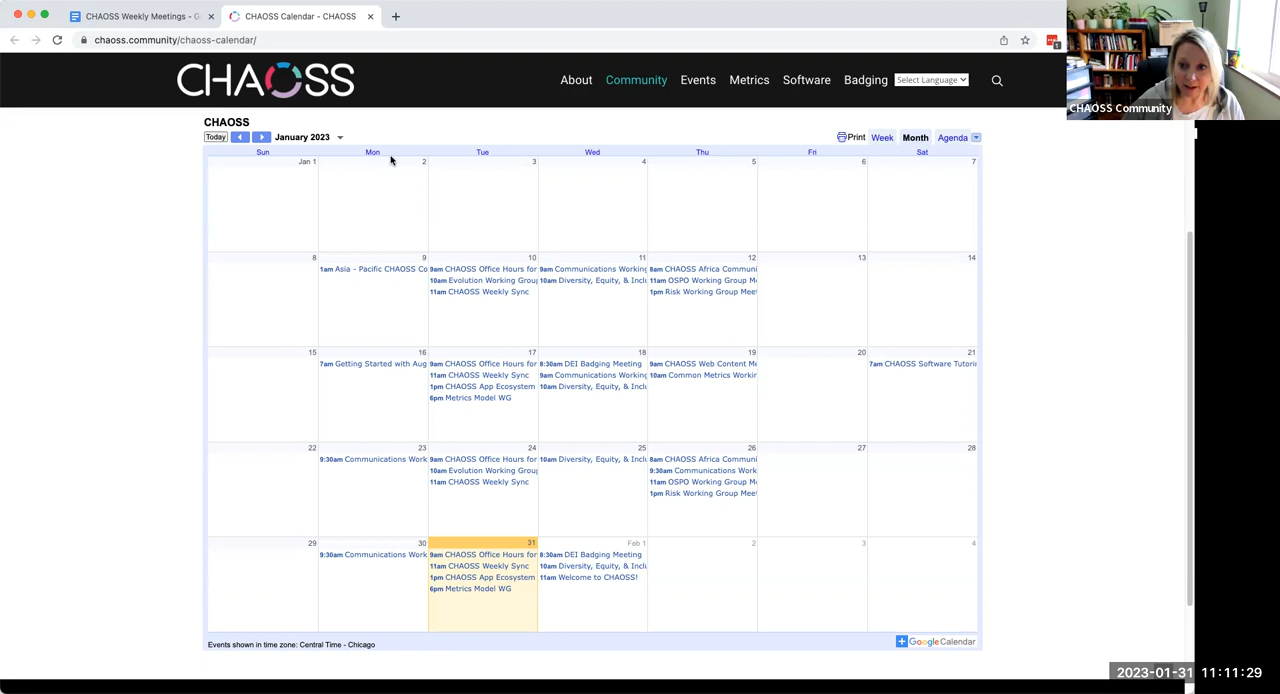 CHAOSS Weekly Meetings - G
CHAOSS Calendar - CHAOSS
chaoss.community/chaoss-calendar/
1
CHAOSS
About Community Events Metrics Software Badging Select Language
CHAOSS Community
CHAOSS
Today January 2023 Print Week Month Agenda
Sun Mon Tue Wed Thu Fri Sat
Jan 1 2 3 4 5 6 7
8 9 10 11 12 13 14
1am Asia - Pacific CHAOSS Co 9am CHAOSS Office Hours for 9am Communications Working 8am CHAOSS Africa Communi
10am Evolution Working Group 10am Diversity, Equity, & Inclu 11am OSPO Working Group M
11am CHAOSS Weekly Sync 1pm Risk Working Group Meet
15 16 17 18 19 20 21
7am Getting Started with Aug 9am CHAOSS Office Hours for 8:30am DEI Badging Meeting 9am CHAOSS Web Content Me 7am CHAOSS Software Tutorin
11am CHAOSS Weekly Sync 9am Communications Working 10am Common Metrics Workin
1pm CHAOSS App Ecosystem 10am Diversity, Equity, & Inclu
6pm Metrics Model WG
22 23 24 25 26 27 28
9:30am Communications Work 9am CHAOSS Office Hours for 10am Diversity, Equity, & Inclu 8am CHAOSS Africa Communi
10am Evolution Working Group 9:30am Communications Work
11am CHAOSS Weekly Sync 11am OSPO Working Group M
1pm Risk Working Group Meet
29 30 31 Feb 1 2 3 4
9:30am Communications Work 9am CHAOSS Office Hours for 8:30am DEI Badging Meeting
11am CHAOSS Weekly Sync 10am Diversity, Equity, & Inclu
1pm CHAOSS App Ecosystem 11am Welcome to CHAOSS!
6pm Metrics Model WG
Events shown in time zone: Central Time - Chicago
Google Calendar
2023-01-31 11:11:29